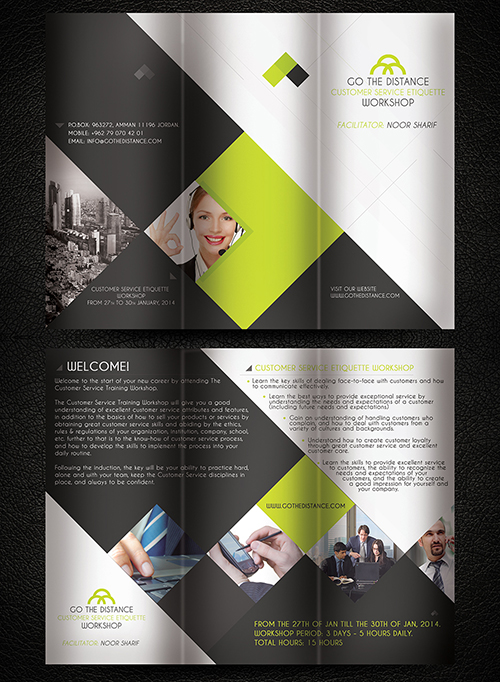 GO THE DISTANCE
CUSTOMER SERVICE ETIQUETTE
WORKSHOP
FACILITATOR: NOOR SHARIF
PO.BOX: 963272, AMMAN 11196 JORDAN.
MOBILE: +962 79 070 42 01
EMAIL: INFO@GOTHEDISTANCE.COM
CUSTOMER SERVICE ETIQUETTE
WORKSHOP
FROM 27TH TO 30TH JANUARY, 2014
VISIT OUR WEBSITE
WWW.GOTHEDISTANCE.COM
WELCOME!
Welcome to the start of your new career by attending The
Customer Service Training Workshop.
The Customer Service Training Workshop will give you a good
understanding of excellent customer service attributes and features,
in addition to the basics of how to sell your products or services by
obtaining great customer service skills and abiding by the ethics,
rules & regulations of your organization, institution, company, school,
etc. further to that is to the know-how of customer service process,
and how to develop the skills to implement the process into your
daily routine.
Following the induction, the key will be your ability to practice hard,
alone and with your team, keep the Customer Service disciplines in
place, and always to be confident.
CUSTOMER SERVICE ETIQUETTE WORKSHOP
• Learn the key skills of dealing face-to-face with customers and how
to communicate effectively.
• Learn the best ways to provide exceptional service by
understanding the needs and expectations of a customer
(including future needs and expectations)
• Gain an understanding of handling customers who
complain, and how to deal with customers from a
variety of cultures and backgrounds.
• Understand how to create customer loyalty
through great customer service and excellent
customer care.
• Learn the skills to provide excellent service
to customers, the ability to recognize the
needs and expectations of your
customers, and the ability to create
a good impression for yourself and
your company.
WWW.GOTHEDISTANCE.COM
GO THE DISTANCE
CUSTOMER SERVICE ETIQUETTE
WORKSHOP
FACILITATOR: NOOR SHARIF
FROM THE 27TH OF JAN TILL THE 30TH OF JAN, 2014.
WORKSHOP PERIOD: 3 DAYS - 5 HOURS DAILY.
TOTAL HOURS: 15 HOURS